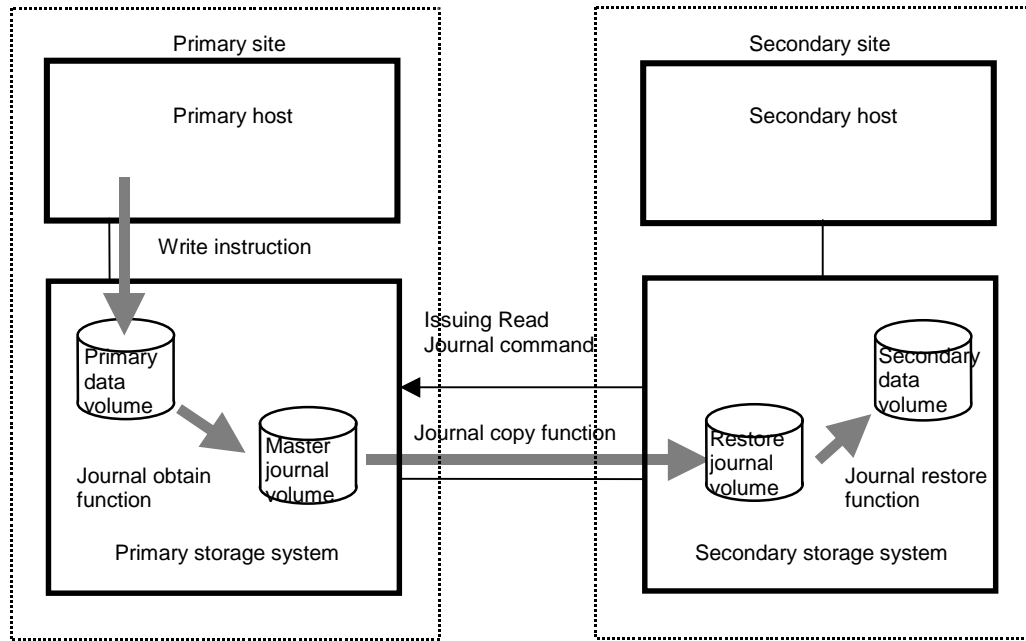 Primary site
Primary host
Write instruction
Primary
data
volume
Master
journal
volume
Journal obtain
function
Primary storage system
Issuing Read
Journal command
Journal copy function
Secondary site
Secondary host
Secondary
data
volume
Restore
journal
volume
Journal restore
function
Secondary storage system